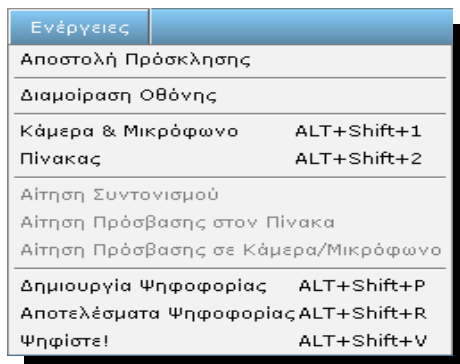 Ενέργειες
Αποστολή Πρόσκλησης
Διαμοίραση Οθόνης
Κάμερα & Μικρόφωνο ALT+Shift+1
Πίνακας ALT+Shift+2
Αίτηση Συντονισμού
Αίτηση Πρόσβασης στον Πίνακα
Αίτηση Πρόσβασης σε Κάμερα/Μικρόφωνο
Δημιουργία Ψηφοφορίας ALT+Shift+P
Αποτελέσματα Ψηφοφορίας ALT+Shift+R
Ψηφίστε! ALT+Shift+V